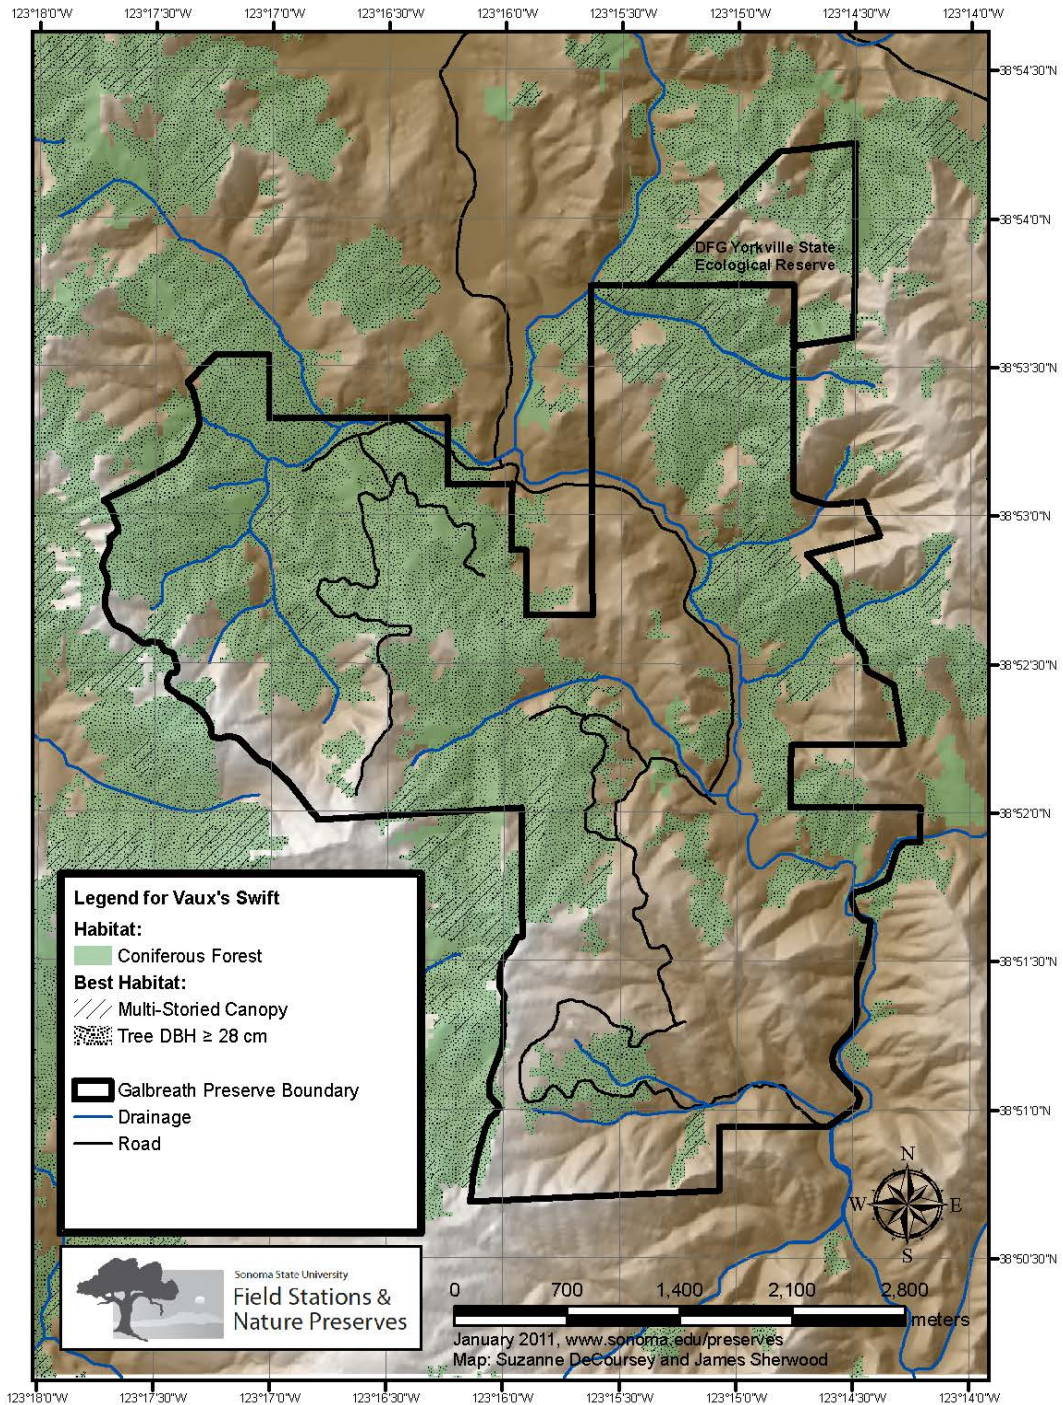 123°18'0"W 123°17'30"W 123°17'0"W 123°16'30"W 123°16'0"W 123°15'30"W 123°15'0"W 123°14'30"W 123°14'0"W
38°54'30"N
38°54'0"N
DFG Yorkville State
Ecological Reserve
38°53'30"N
38°53'0"N
38°52'30"N
38°52'0"N
Legend for Vaux's Swift
Habitat:
Coniferous Forest
Best Habitat:
Multi-Storied Canopy
Tree DBH ≥ 28 cm
Galbreath Preserve Boundary
Drainage
Road
38°51'30"N
38°51'0"N
N
W E
S
38°50'30"N
Sonoma State University
Field Stations &
Nature Preserves
0 700 1,400 2,100 2,800
meters
January 2011, www.sonoma.edu/preserves
Map: Suzanne DeCoursey and James Sherwood
123°18'0"W 123°17'30"W 123°17'0"W 123°16'30"W 123°16'0"W 123°15'30"W 123°15'0"W 123°14'30"W 123°14'0"W